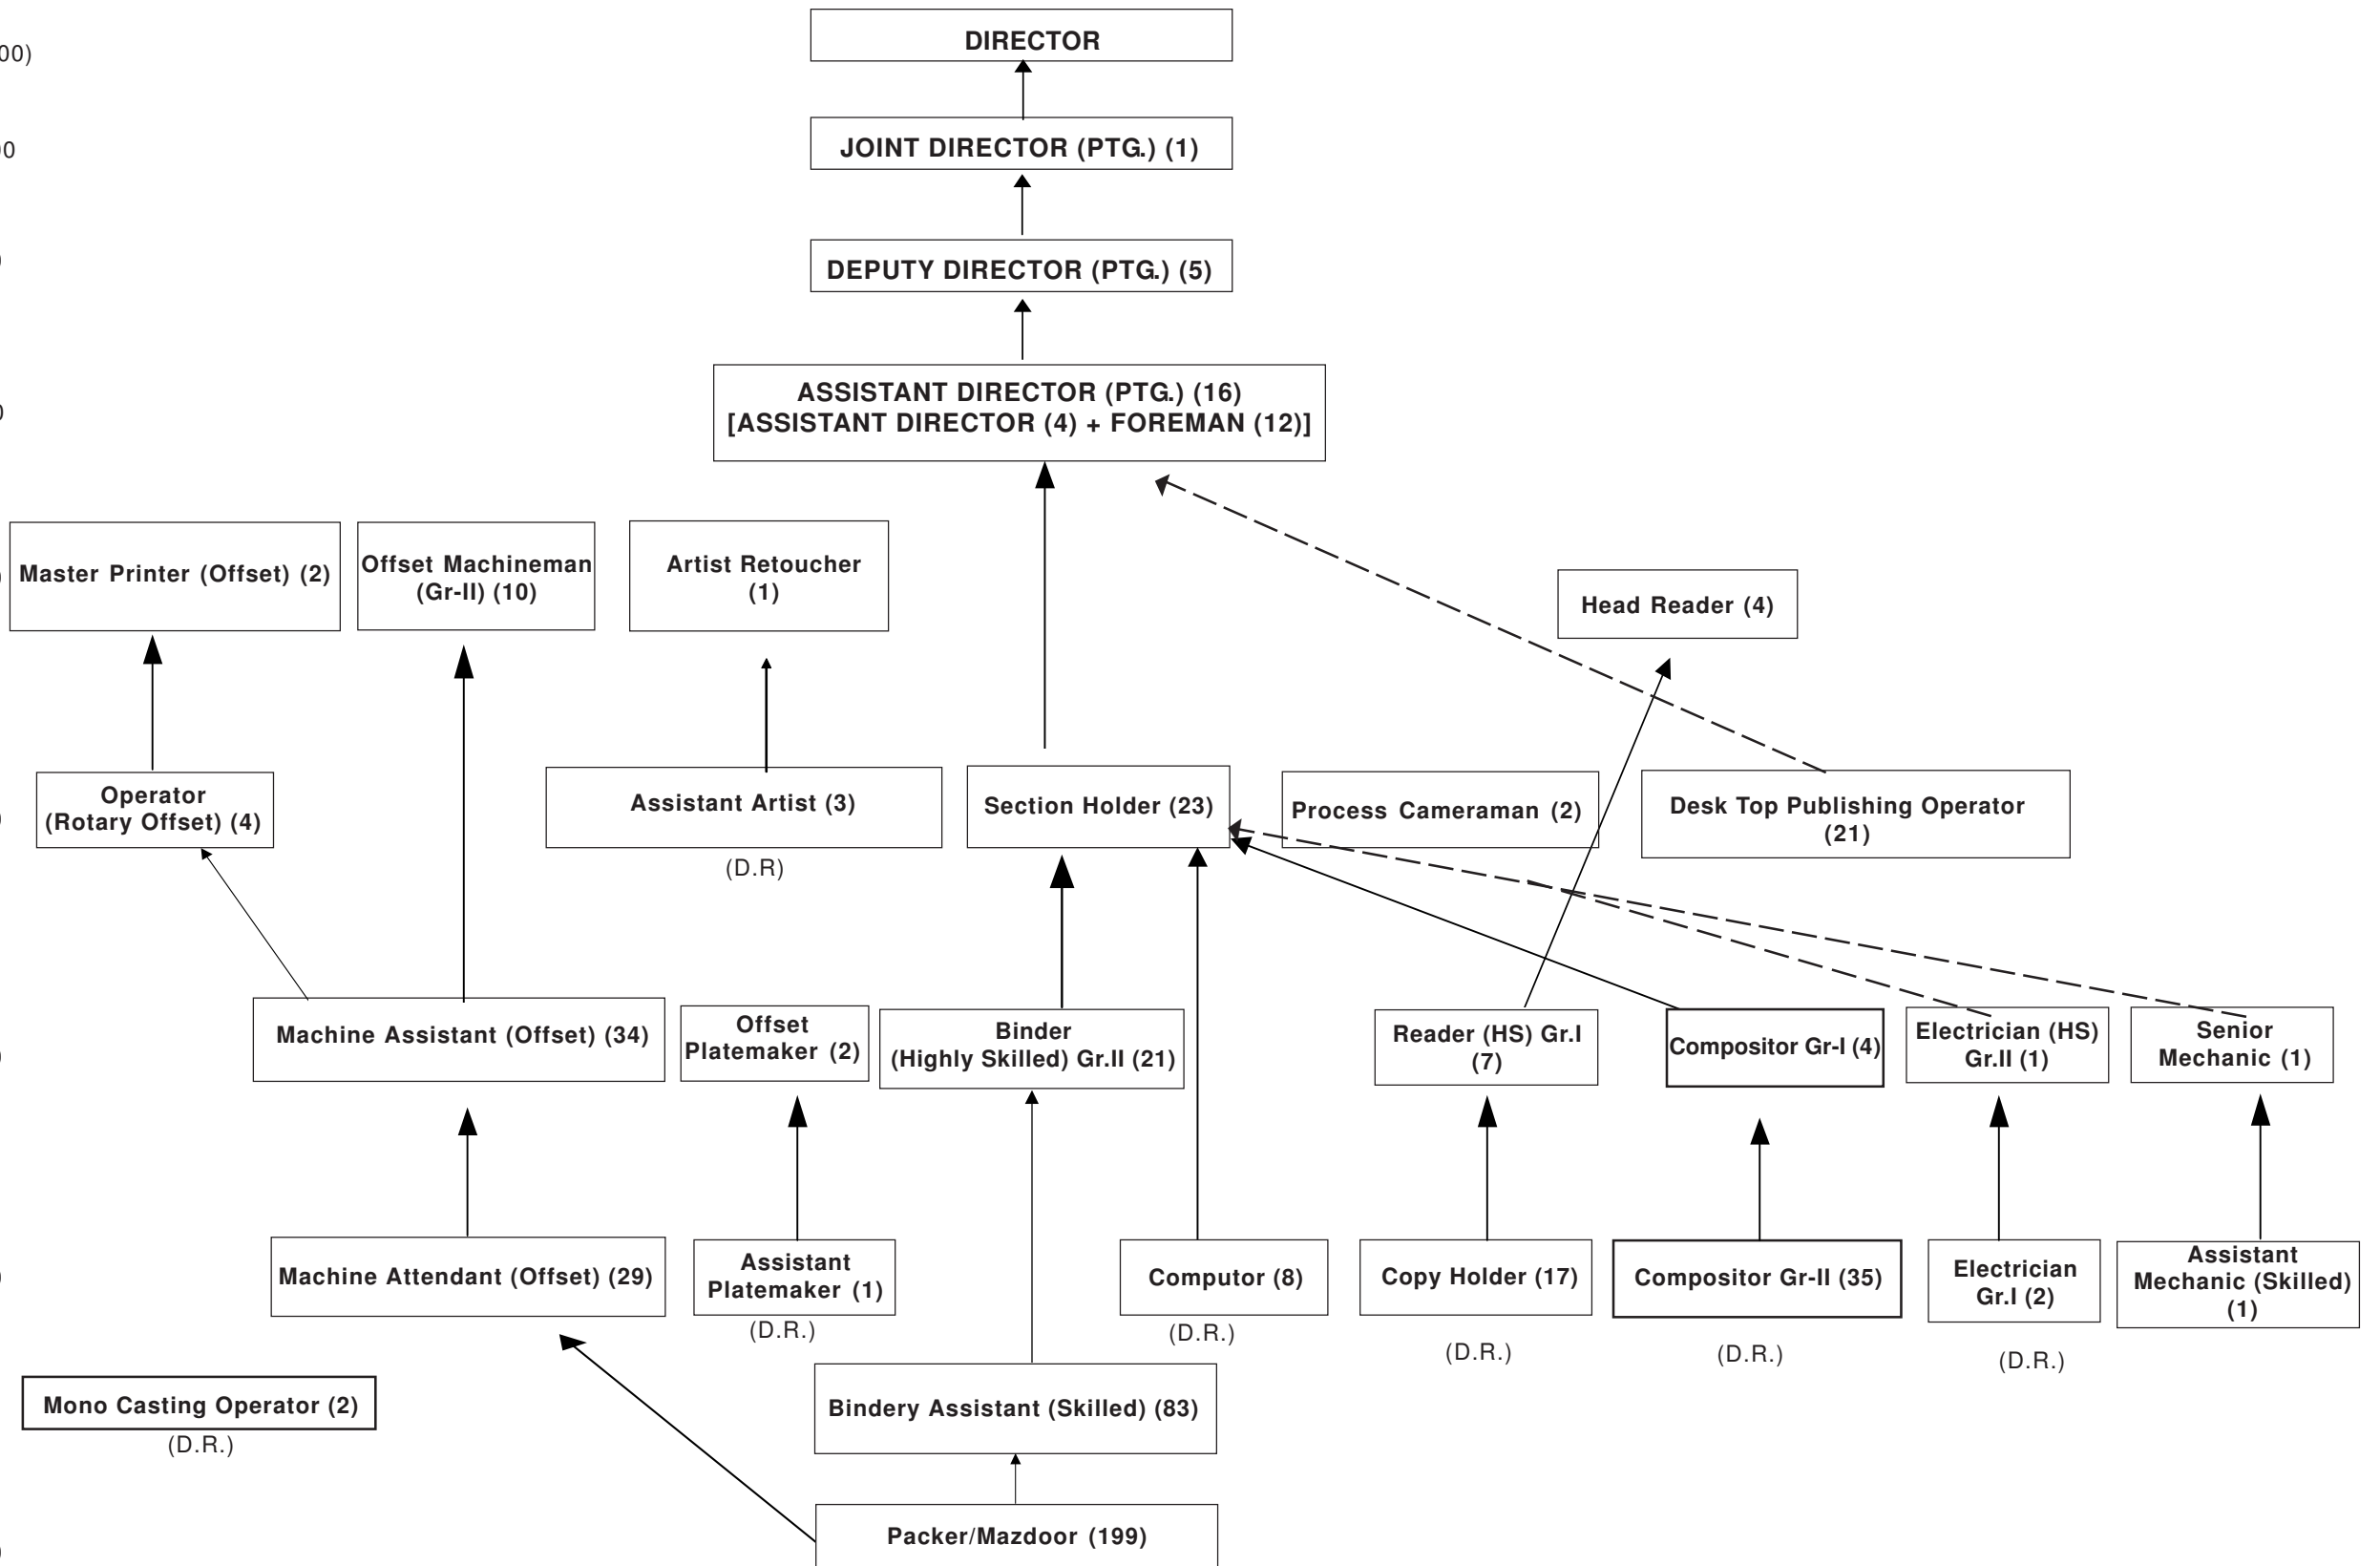 DIRECTOR
00)
JOINT DIRECTOR (PTG.) (1)
00
DEPUTY DIRECTOR (PTG.) (5)
)
ASSISTANT DIRECTOR (PTG.) (16)
[ASSISTANT DIRECTOR (4) + FOREMAN (12)]
0
Master Printer (Offset) (2)
)
Offset Machineman
(Gr-II) (10)
Artist Retoucher
(1)
Head Reader (4)
Operator
(Rotary Offset) (4)
)
Assistant Artist (3)
(D.R)
Section Holder (23)
Process Cameraman (2)
Desk Top Publishing Operator
(21)
Machine Assistant (Offset) (34)
)
Offset
Platemaker (2)
Binder
(Highly Skilled) Gr.II (21)
Reader (HS) Gr.I
(7)
Compositor Gr-I (4)
Electrician (HS)
Gr.II (1)
Senior
Mechanic (1)
)
Machine Attendant (Offset) (29)
Assistant
Platemaker (1)
(D.R.)
Computor (8)
(D.R.)
Copy Holder (17)
(D.R.)
Compositor Gr-II (35)
(D.R.)
Electrician
Gr.I (2)
(D.R.)
Assistant
Mechanic (Skilled)
(1)
Mono Casting Operator (2)
(D.R.)
Bindery Assistant (Skilled) (83)
Packer/Mazdoor (199)
)